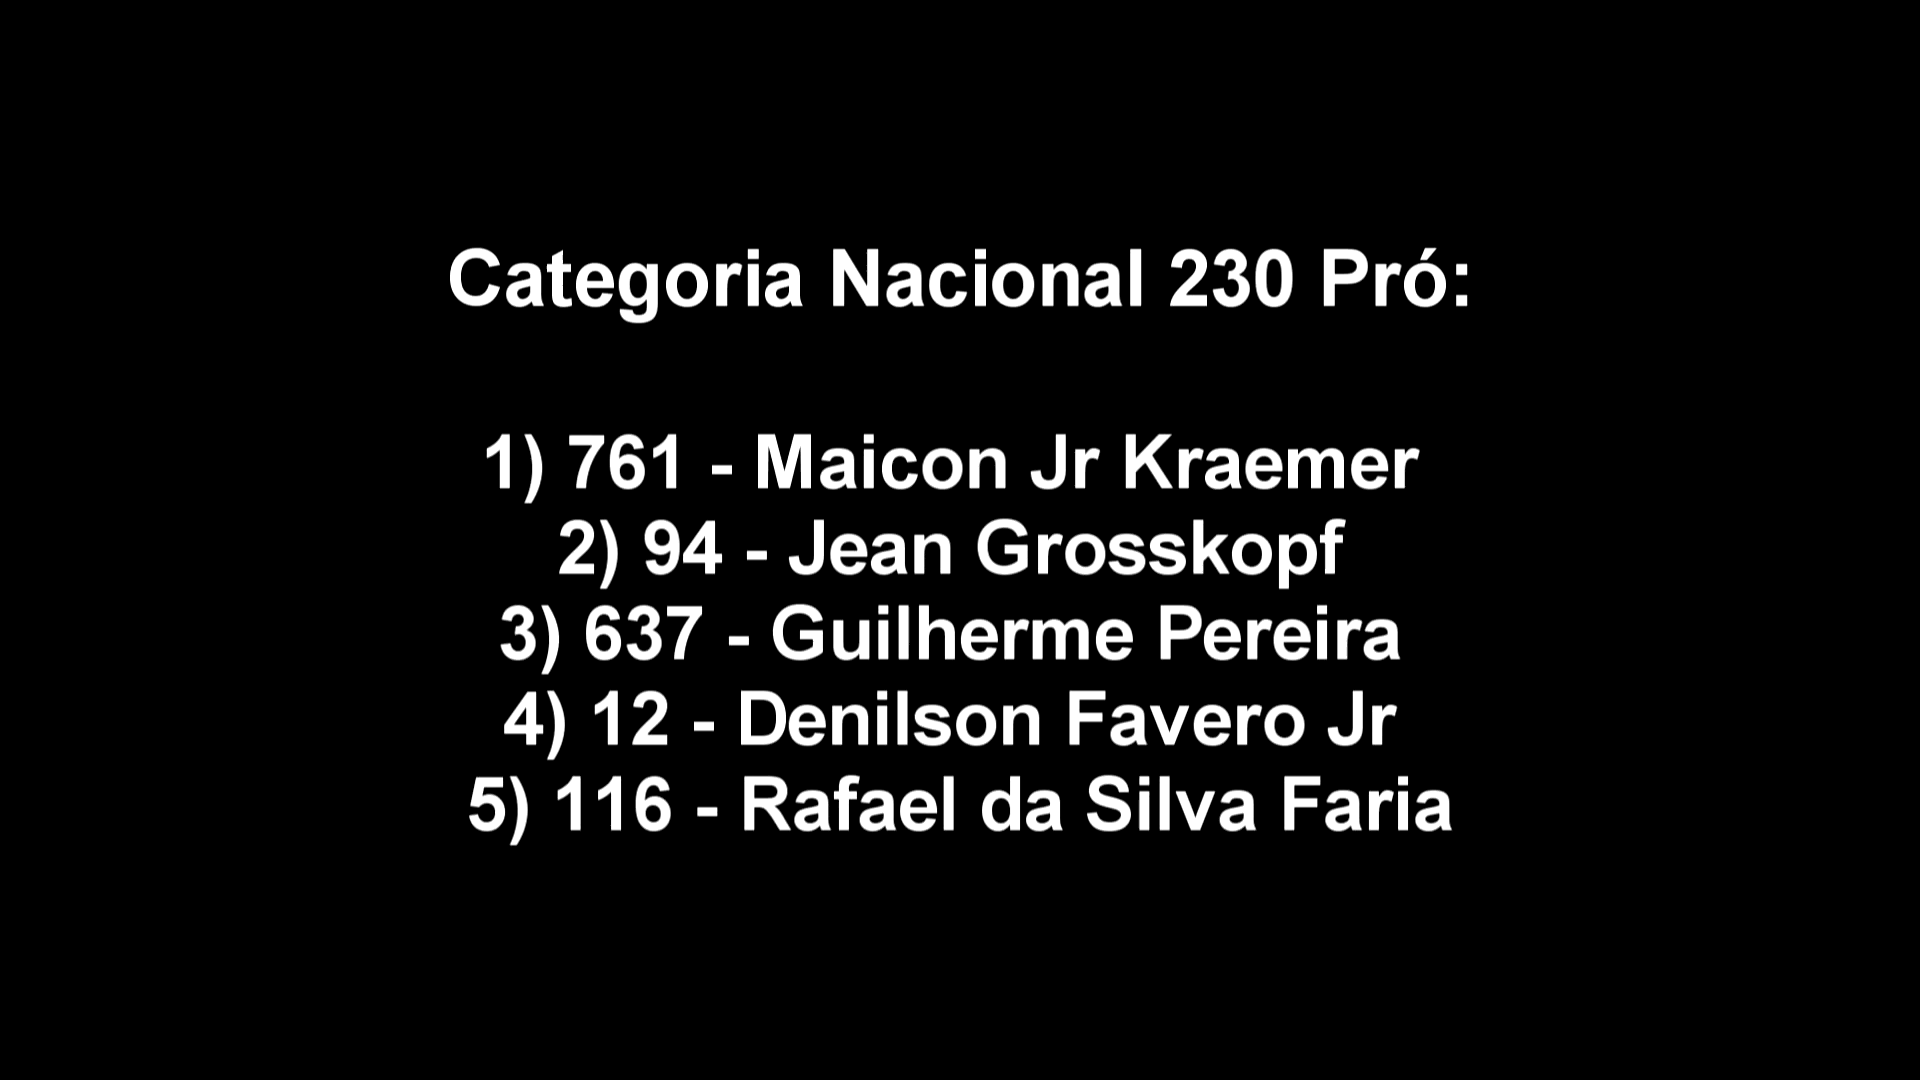 Categoria Nacional 230 Pró:
1) 761 - Maicon Jr Kraemer
2) 94 - Jean Grosskopf
3) 637 - Guilherme Pereira
4) 12 - Denilson Favero Jr
5) 116 - Rafael da Silva Faria